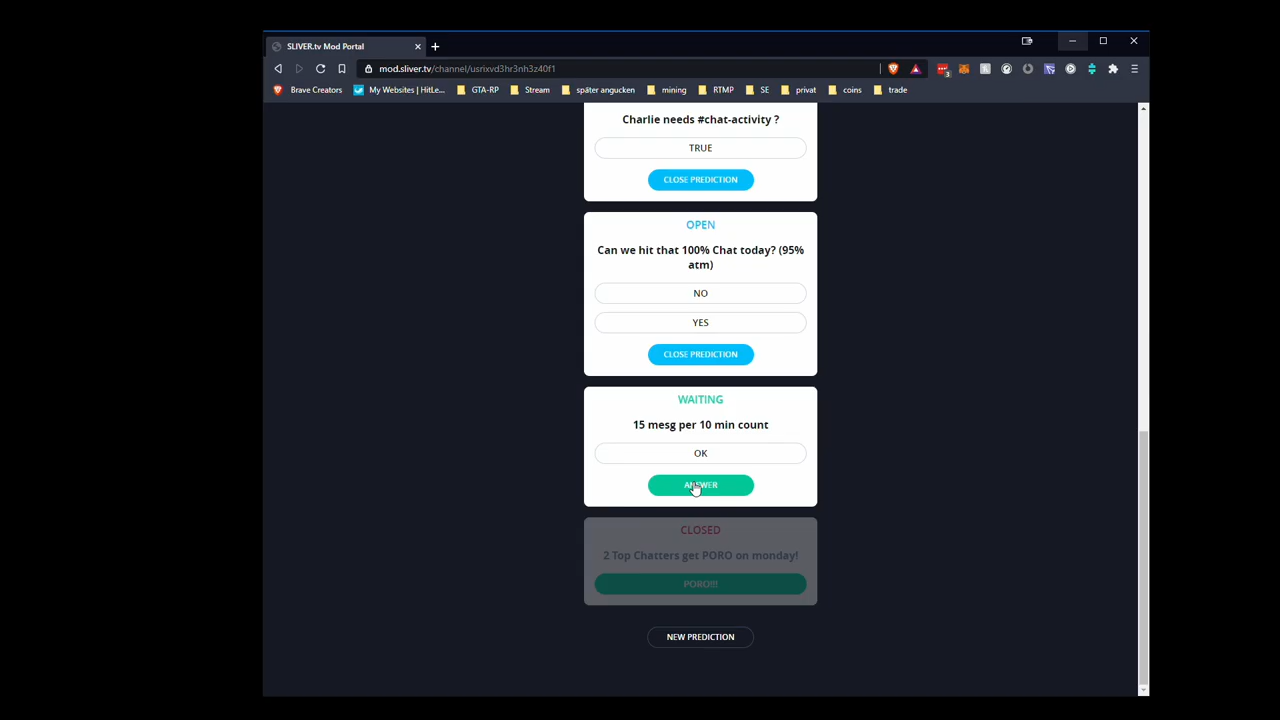 SLIVER.tv Mod Portal
mod.sliver.tv/channel/usrixvd3hr3nh3z40f1
3
Brave Creators My Websites | HitLe... GTA-RP Stream später angucken mining RTMP SE privat coins trade
Charlie needs #chat-activity ?
TRUE
CLOSE PREDICTION
OPEN
Can we hit that 100% Chat today? (95%
atm)
NO
YES
CLOSE PREDICTION
WAITING
15 mesg per 10 min count
OK
ANSWER
CLOSED
2 Top Chatters get PORO on monday!
PORO!!!
NEW PREDICTION